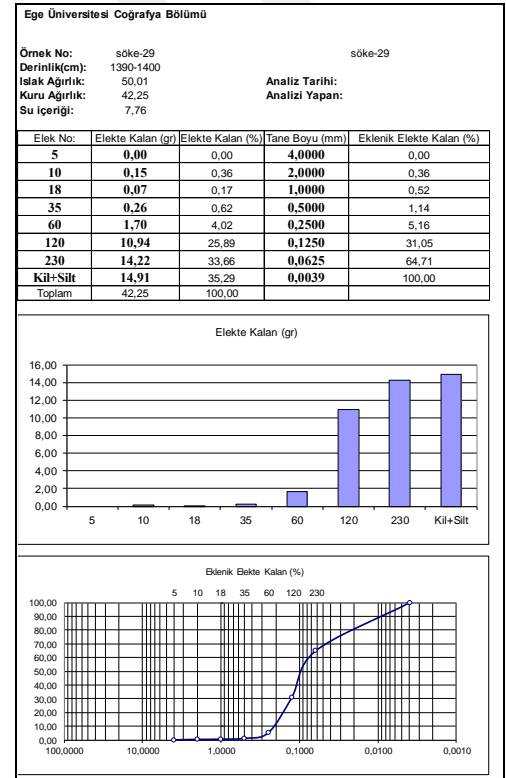 Ege Üniversitesi Coğrafya Bölümü
Örnek No: söke-29 söke-29
Derinlik(cm): 1390-1400
Islak Ağırlık: 50,01 Analiz Tarihi:
Kuru Ağırlık: 42,25 Analizi Yapan:
Su içeriği: 7,76
Elek No: Elekte Kalan (gr) Elekte Kalan (%) Tane Boyu (mm) Eklenik Elekte Kalan (%)
5 0,00 0,00 4,0000 0,00
10 0,15 0,36 2,0000 0,36
18 0,07 0,17 1,0000 0,52
35 0,26 0,62 0,5000 1,14
60 1,70 4,02 0,2500 5,16
120 10,94 25,89 0,1250 31,05
230 14,22 33,66 0,0625 64,71
Kil+Silt 14,91 35,29 0,0039 100,00
Toplam 42,25 100,00
Elekte Kalan (gr)
16,00
14,00
12,00
10,00
8,00
6,00
4,00
2,00
0,00
5 10 18 35 60 120 230 Kil+Silt
Eklenik Elekte Kalan (%)
5 10 18 35 60 120 230
100,00
90,00
80,00
70,00
60,00
50,00
40,00
30,00
20,00
10,00
0,00
100,0000 10,0000 1,0000 0,1000 0,0100 0,0010